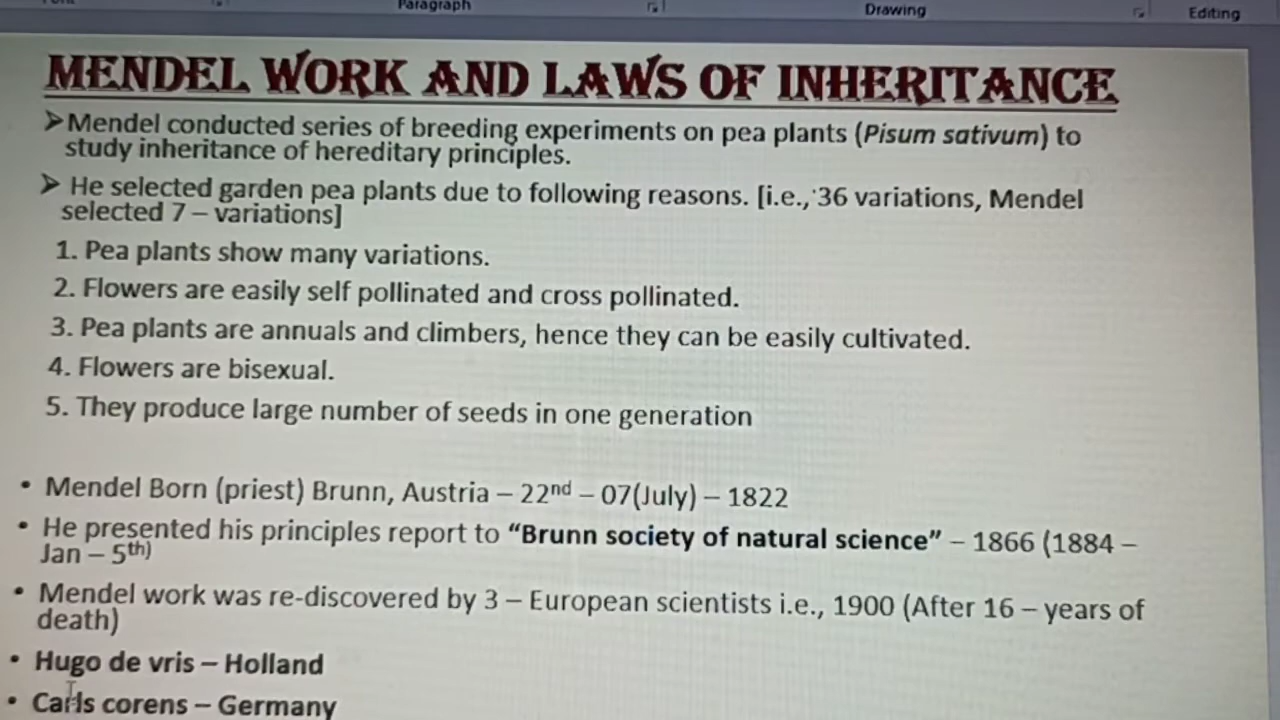 Paragraph
Drawing
Editing
MENDEL WORK AND LAWS OF INHERITANCE
➢Mendel conducted series of breeding experiments on pea plants (Pisum sativum) to
study inheritance of hereditary principles.
➢ He selected garden pea plants due to following reasons. [i.e., 36 variations, Mendel
selected 7 – variations]
1. Pea plants show many variations.
2. Flowers are easily self pollinated and cross pollinated.
3. Pea plants are annuals and climbers, hence they can be easily cultivated.
4. Flowers are bisexual.
5. They produce large number of seeds in one generation
• Mendel Born (priest) Brunn, Austria – 22nd – 07(July) – 1822
• He presented his principles report to “Brunn society of natural science” – 1866 (1884 –
Jan – 5th)
• Mendel work was re-discovered by 3 – European scientists i.e., 1900 (After 16 – years of
death)
• Hugo de vris – Holland
• Carls corens – Germany